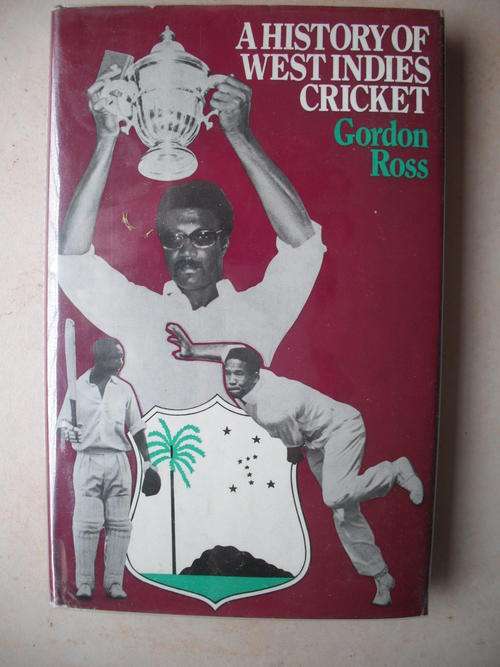 A HISTORY OF
WEST INDIES
CRICKET
Gordon
Ross